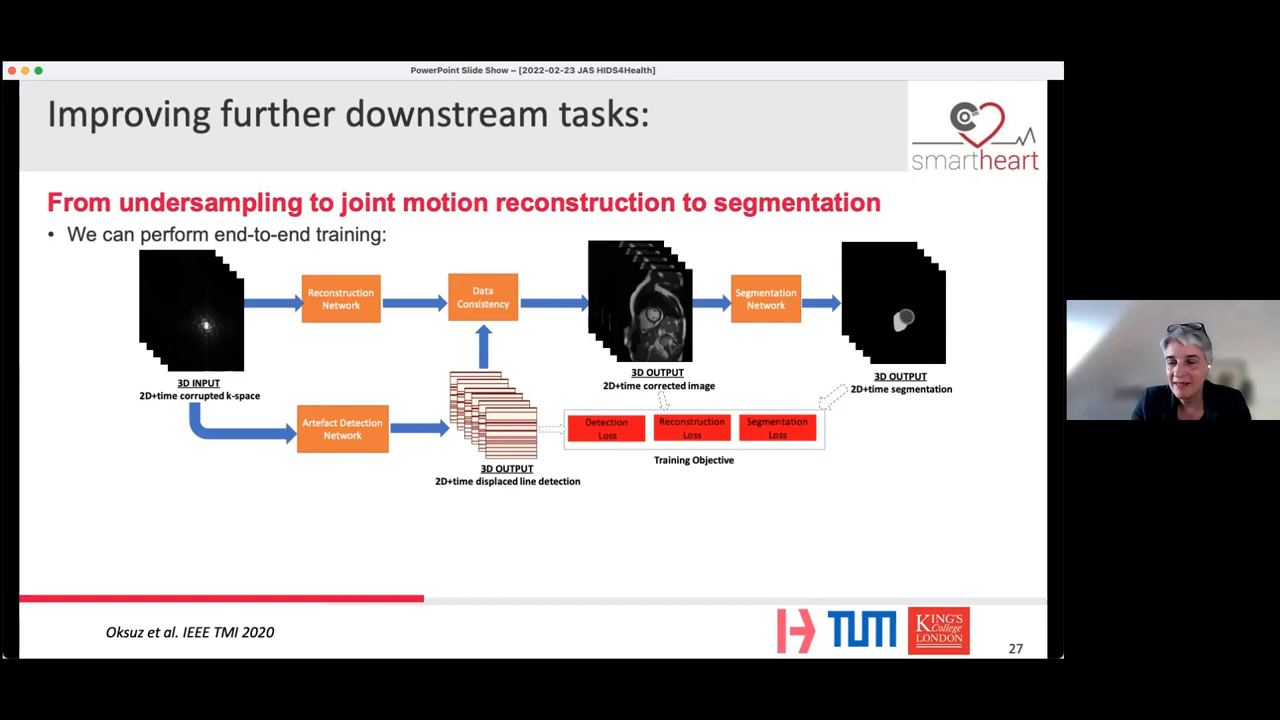 PowerPoint Slide Show – [2022-02-23 JAS HIDS4Health]
Improving further downstream tasks:
smartheart
From undersampling to joint motion reconstruction to segmentation
• We can perform end-to-end training:
Reconstruction
Network
Data
Consistency
Segmentation
Network
3D INPUT
2D+time corrupted k-space
3D OUTPUT
2D+time corrected image
3D OUTPUT
2D+time segmentation
Artefact Detection
Network
Detection
Loss
Reconstruction
Loss
Segmentation
Loss
Training Objective
3D OUTPUT
2D+time displaced line detection
Oksuz et al. IEEE TMI 2020
TUM
KING'S
College
LONDON
27